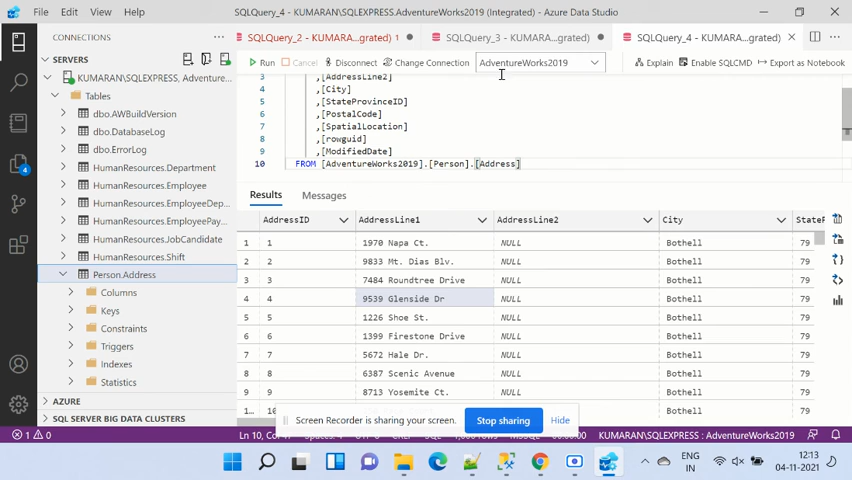 File Edit View Help
SQLQuery_4 - KUMARAN\SQLEXPRESS.AdventureWorks2019 (Integrated) - Azure Data Studio
CONNECTIONS
SQLQuery_2 - KUMARA...grated) 1
SQLQuery_3 - KUMARA...grated)
SQLQuery_4 - KUMARA...grated)
SERVERS
KUMARAN\SQLEXPRESS, Adventure...
Tables
dbo.AWBuildVersion
dbo.DatabaseLog
dbo.ErrorLog
HumanResources.Department
HumanResources.Employee
HumanResources.EmployeeDep...
HumanResources.EmployeePay...
HumanResources.JobCandidate
HumanResources.Shift
Person.Address
Columns
Keys
Constraints
Triggers
Indexes
Statistics
AZURE
SQL SERVER BIG DATA CLUSTERS
Run Cancel Disconnect Change Connection AdventureWorks2019 Explain Enable SQLCMD Export as Notebook
3 ,[AddressLine2]
4 ,[City]
5 ,[StateProvinceID]
6 ,[PostalCode]
7 ,[SpatialLocation]
8 ,[rowguid]
9 ,[ModifiedDate]
10 FROM [AdventureWorks2019].[Person].[Address]
Results Messages
AddressID AddressLine1 AddressLine2 City
1 1 1970 Napa Ct. NULL Bothell 79
2 2 9833 Mt. Dias Blv. NULL Bothell 79
3 3 7484 Roundtree Drive NULL Bothell 79
4 4 9539 Glenside Dr NULL Bothell 79
5 5 1226 Shoe St. NULL Bothell 79
6 6 1399 Firestone Drive NULL Bothell 79
7 7 5672 Hale Dr. NULL Bothell 79
8 8 6387 Scenic Avenue NULL Bothell 79
9 9 8713 Yosemite Ct. NULL Bothell 79
1... 10
Screen Recorder is sharing your screen. Stop sharing Hide
1 0
Ln 10, KUMARAN\SQLEXPRESS : AdventureWorks2019
ENG
IN
12:13
04-11-2021